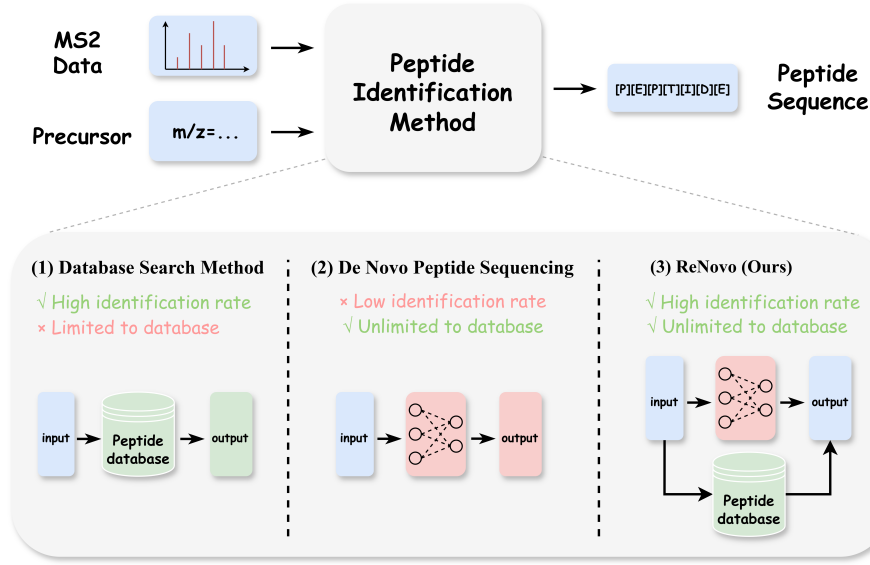 MS2
Data
Precursor
m/z=...
Peptide
Identification
Method
[P][E][P][T][I][D][E]
Peptide
Sequence
(1) Database Search Method
√ High identification rate
× Limited to database
input
Peptide
database
output
(2) De Novo Peptide Sequencing
× Low identification rate
√ Unlimited to database
input
output
(3) ReNovo (Ours)
√ High identification rate
√ Unlimited to database
input
output
Peptide
database